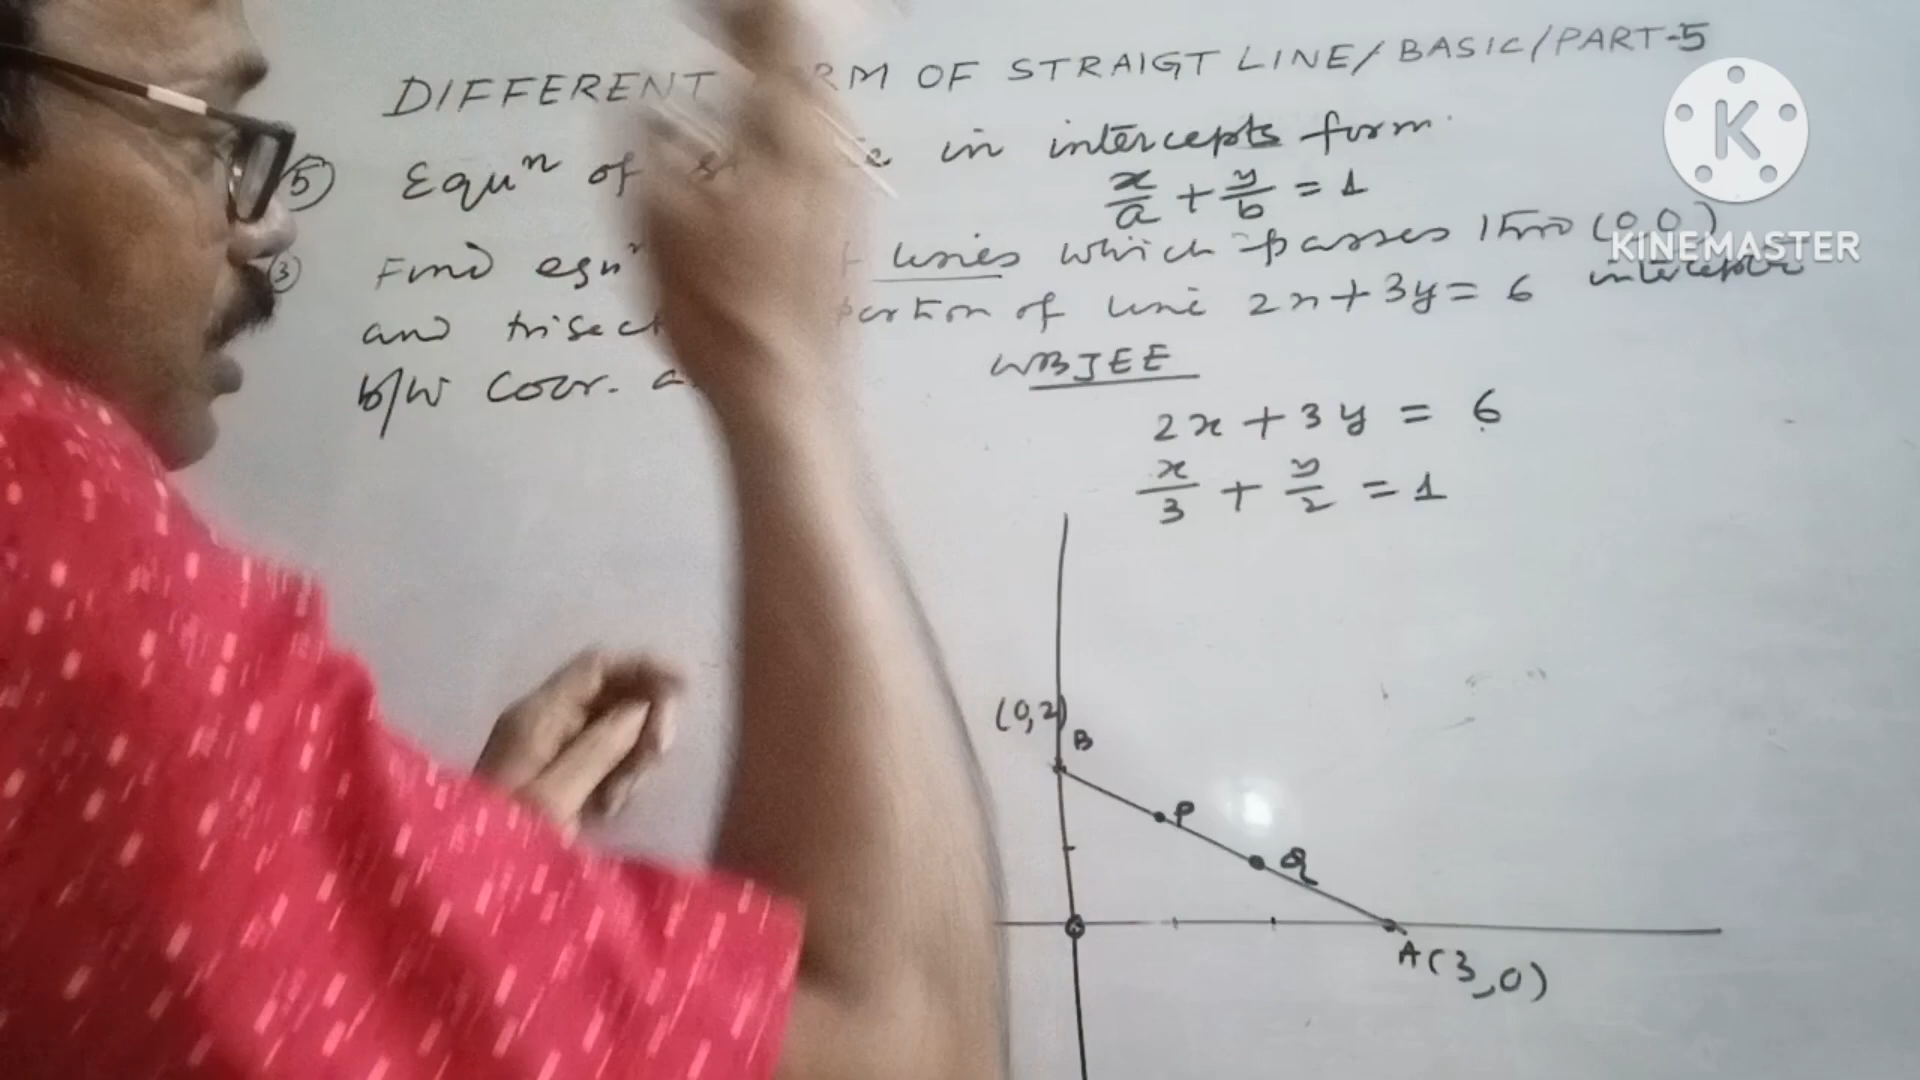 DIFFERENT RM OF STRAIGT LINE/BASIC/PART-5
K
KINEMASTER
5 Equⁿ of in intercepts form.
x/a + y/b = 1
3 Find equⁿ lines which passes thro (0,0)
and trisect portion of line 2x+3y=6
b/w coor.
WBJEE
2x+3y = 6
x/3 + y/2 = 1
(0,2)
B
P
Q
A(3,0)